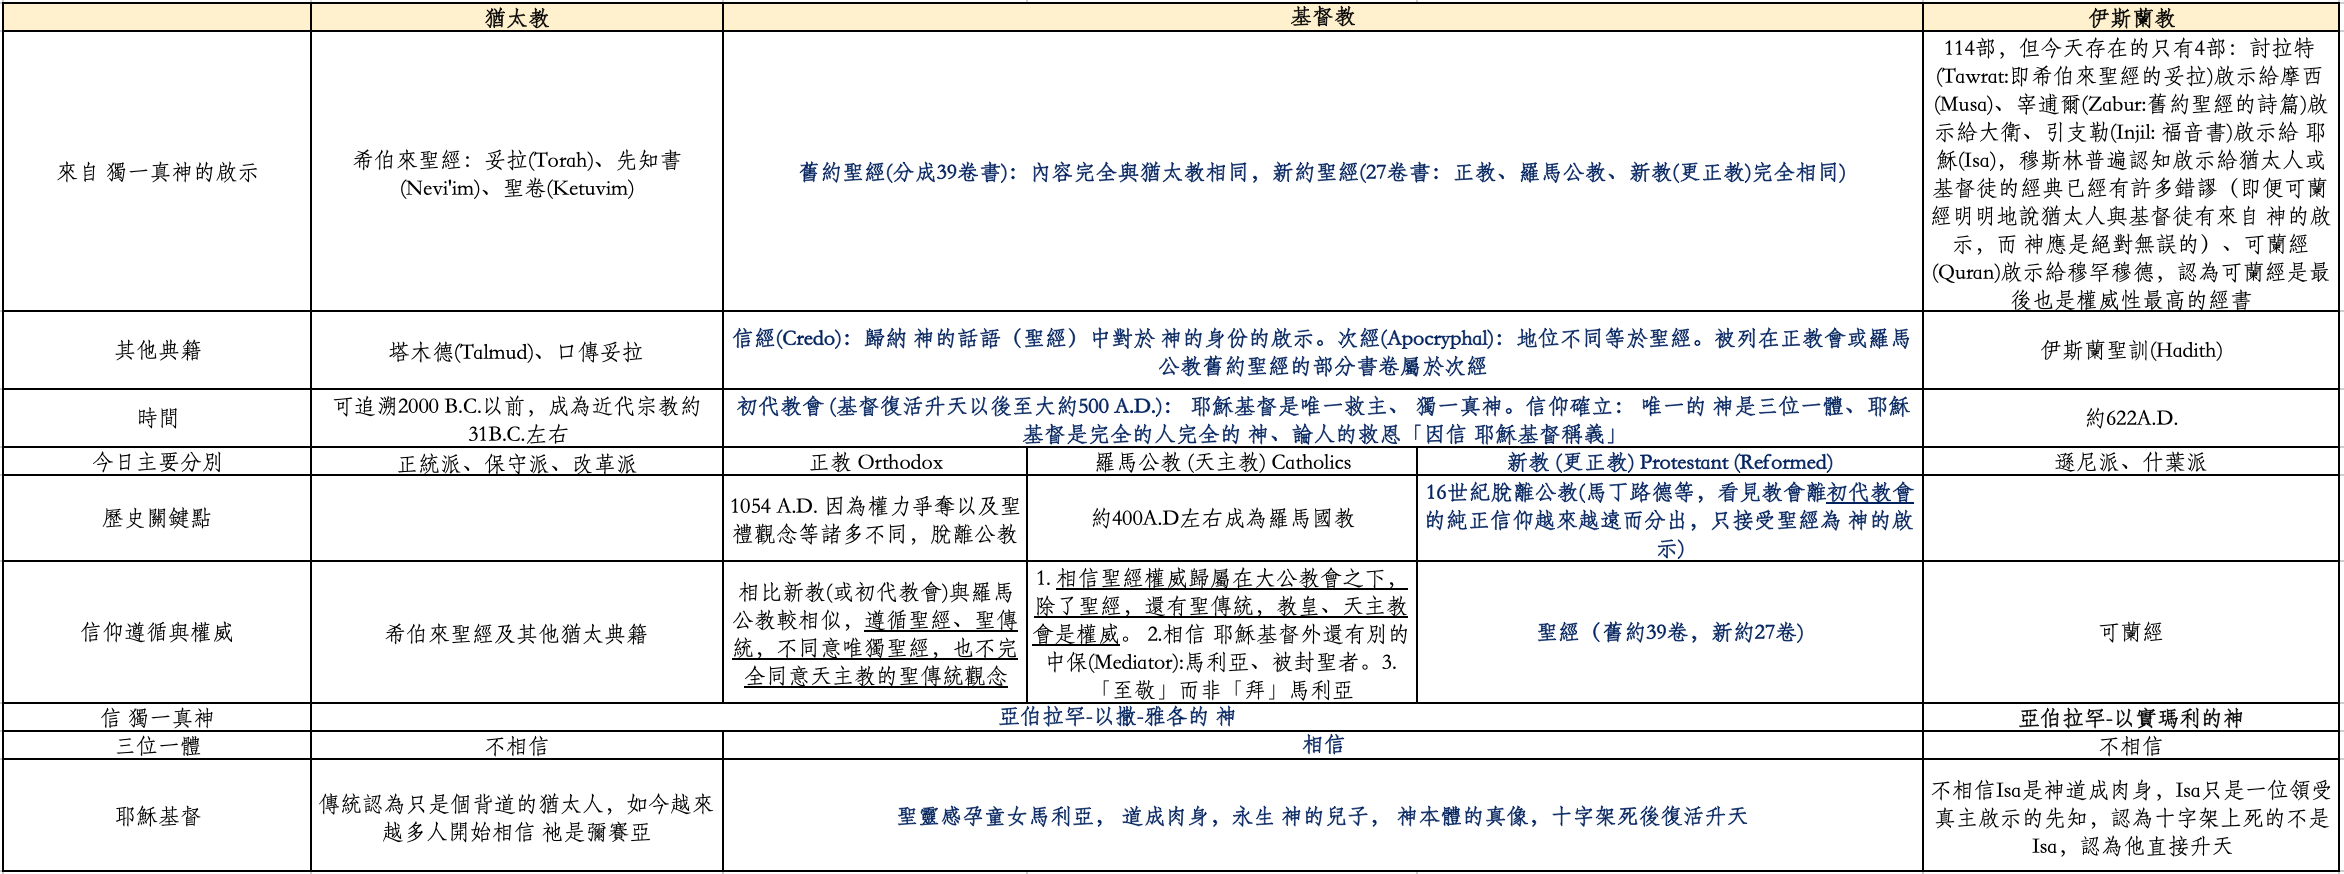 猶太教
基督教
伊斯蘭教
來自 獨一真神的啟示
希伯來聖經：妥拉(Torah)、先知書
(Nevi'im)、聖卷(Ketuvim)
舊約聖經(分成39卷書)：內容完全與猶太教相同，新約聖經(27卷書：正教、羅馬公教、新教(更正教)完全相同)
114部，但今天存在的只有4部：討拉特
(Tawrat:即希伯來聖經的妥拉)啟示給摩西
(Musa)、宰逋爾(Zabur:舊約聖經的詩篇)啟
示給大衛、引支勒(Injil: 福音書)啟示給 耶
穌(Isa)，穆斯林普遍認知啟示給猶太人或
基督徒的經典已經有許多錯謬（即便可蘭
經明明地說猶太人與基督徒有來自 神的啟
示，而 神應是絕對無誤的）、可蘭經
(Quran)啟示給穆罕穆德，認為可蘭經是最
後也是權威性最高的經書
其他典籍
塔木德(Talmud)、口傳妥拉
信經(Credo)：歸納 神的話語（聖經）中對於 神的身份的啟示。次經(Apocryphal)：地位不同等於聖經。被列在正教會或羅馬
公教舊約聖經的部分書卷屬於次經
伊斯蘭聖訓(Hadith)
時間
可追溯2000 B.C.以前，成為近代宗教約
31B.C.左右
初代教會 (基督復活升天以後至大約500 A.D.)： 耶穌基督是唯一救主、 獨一真神。信仰確立： 唯一的 神是三位一體、耶穌
基督是完全的人完全的 神、論人的救恩「因信 耶穌基督稱義」
約622A.D.
今日主要分別
正統派、保守派、改革派
正教 Orthodox
羅馬公教 (天主教) Catholics
新教 (更正教) Protestant (Reformed)
遜尼派、什葉派
歷史關鍵點
1054 A.D. 因為權力爭奪以及聖
禮觀念等諸多不同，脫離公教
約400A.D左右成為羅馬國教
16世紀脫離公教(馬丁路德等，看見教會離初代教會
的純正信仰越來越遠而分出，只接受聖經為 神的啟
示)
信仰遵循與權威
希伯來聖經及其他猶太典籍
相比新教(或初代教會)與羅馬
公教較相似，遵循聖經、聖傳
統，不同意唯獨聖經，也不完
全同意天主教的聖傳統觀念
1. 相信聖經權威歸屬在大公教會之下，
除了聖經，還有聖傳統，教皇、天主教
會是權威。 2.相信 耶穌基督外還有別的
中保(Mediator):馬利亞、被封聖者。3.
「至敬」而非「拜」馬利亞
聖經（舊約39卷，新約27卷)
可蘭經
信 獨一真神
亞伯拉罕-以撒-雅各的 神
亞伯拉罕-以實瑪利的神
三位一體
不相信
相信
不相信
耶穌基督
傳統認為只是個背道的猶太人，如今越來
越多人開始相信 祂是彌賽亞
聖靈感孕童女馬利亞， 道成肉身，永生 神的兒子， 神本體的真像，十字架死後復活升天
不相信Isa是神道成肉身，Isa只是一位領受
真主啟示的先知，認為十字架上死的不是
Isa，認為他直接升天